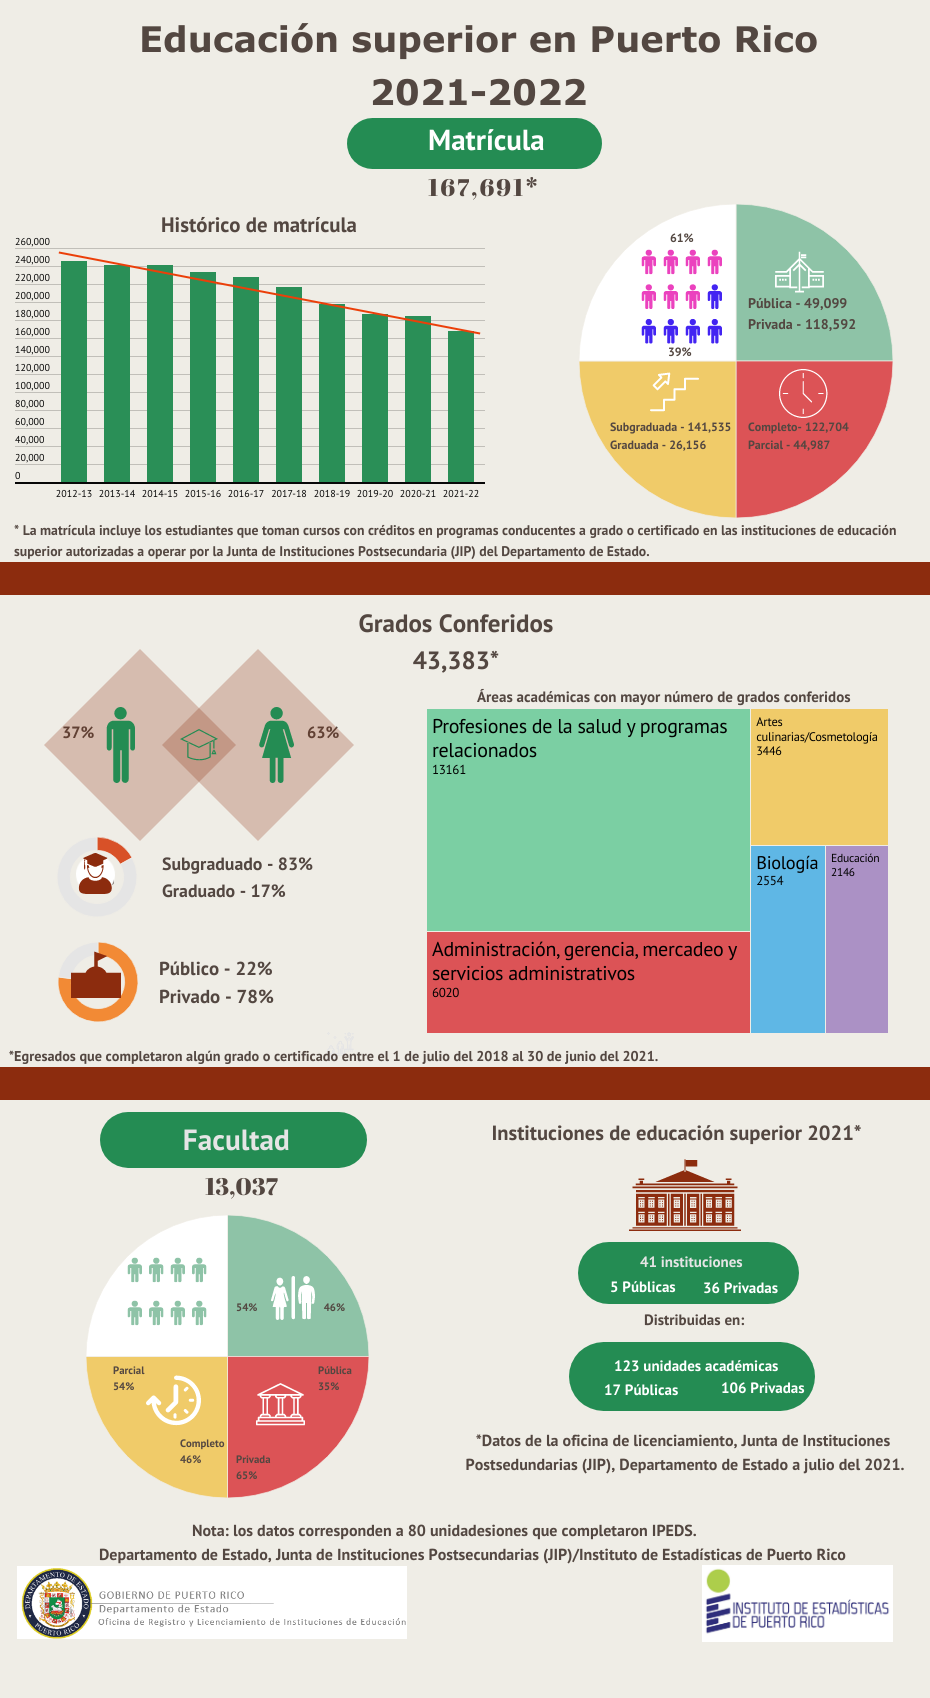 Educación superior en Puerto Rico
2021-2022
Matrícula
167,691*
Histórico de matrícula
260,000
240,000
220,000
200,000
180,000
160,000
140,000
120,000
100,000
80,000
60,000
40,000
20,000
0
2012-13 2013-14 2014-15 2015-16 2016-17 2017-18 2018-19 2019-20 2020-21 2021-22
61%
39%
Pública - 49,099
Privada - 118,592
Subgraduada - 141,535
Graduada - 26,156
Completo- 122,704
Parcial - 44,987
* La matrícula incluye los estudiantes que toman cursos con créditos en programas conducentes a grado o certificado en las instituciones de educación
superior autorizadas a operar por la Junta de Instituciones Postsecundaria (JIP) del Departamento de Estado.
Grados Conferidos
43,383*
37%
63%
Subgraduado - 83%
Graduado - 17%
Público - 22%
Privado - 78%
Áreas académicas con mayor número de grados conferidos
Profesiones de la salud y programas
relacionados
13161
Artes
culinarias/Cosmetología
3446
Administración, gerencia, mercadeo y
servicios administrativos
6020
Biología
2554
Educación
2146
*Egresados que completaron algún grado o certificado entre el 1 de julio del 2018 al 30 de junio del 2021.
Facultad
13,037
54%
46%
Parcial
54%
Completo
46%
Pública
35%
Privada
65%
Instituciones de educación superior 2021*
41 instituciones
5 Públicas 36 Privadas
Distribuidas en:
123 unidades académicas
17 Públicas 106 Privadas
*Datos de la oficina de licenciamiento, Junta de Instituciones
Postsedundarias (JIP), Departamento de Estado a julio del 2021.
Nota: los datos corresponden a 80 unidadesiones que completaron IPEDS.
Departamento de Estado, Junta de Instituciones Postsecundarias (JIP)/Instituto de Estadísticas de Puerto Rico
DEPARTAMENTO DE ESTADO
PUERTO RICO
GOBIERNO DE PUERTO RICO
Departamento de Estado
Oficina de Registro y Licenciamiento de Instituciones de Educación
INSTITUTO DE ESTADÍSTICAS
DE PUERTO RICO